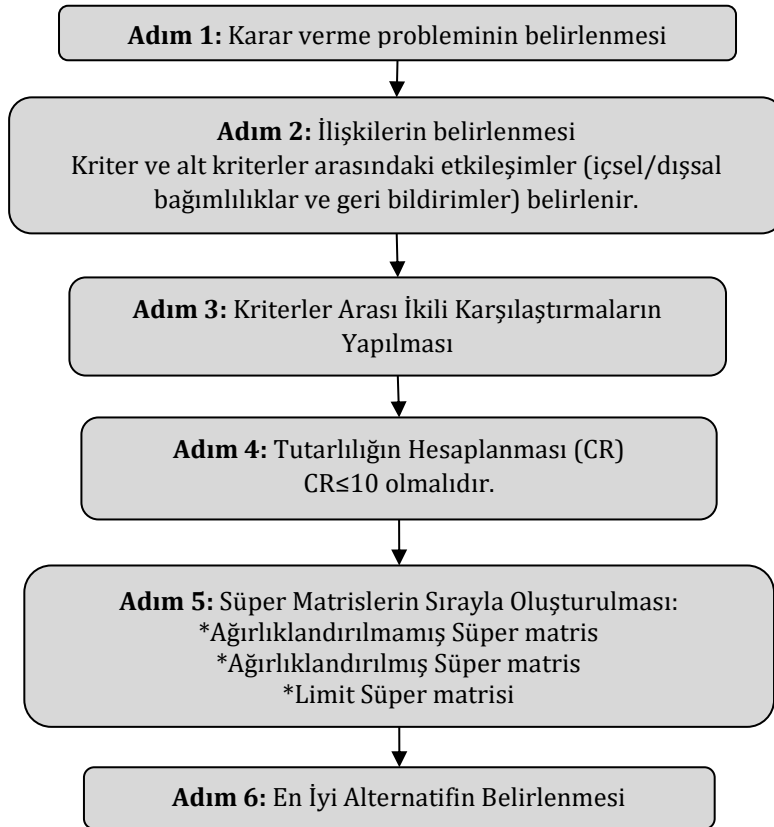 Adım 1: Karar verme probleminin belirlenmesi
Adım 2: İlişkilerin belirlenmesi
Kriter ve alt kriterler arasındaki etkileşimler (içsel/dışsal
bağımlılıklar ve geri bildirimler) belirlenir.
Adım 3: Kriterler Arası İkili Karşılaştırmaların
Yapılması
Adım 4: Tutarlılığın Hesaplanması (CR)
CR≤10 olmalıdır.
Adım 5: Süper Matrislerin Sırayla Oluşturulması:
*Ağırlıklandırılmamış Süper matris
*Ağırlıklandırılmış Süper matris
*Limit Süper matrisi
Adım 6: En İyi Alternatifin Belirlenmesi